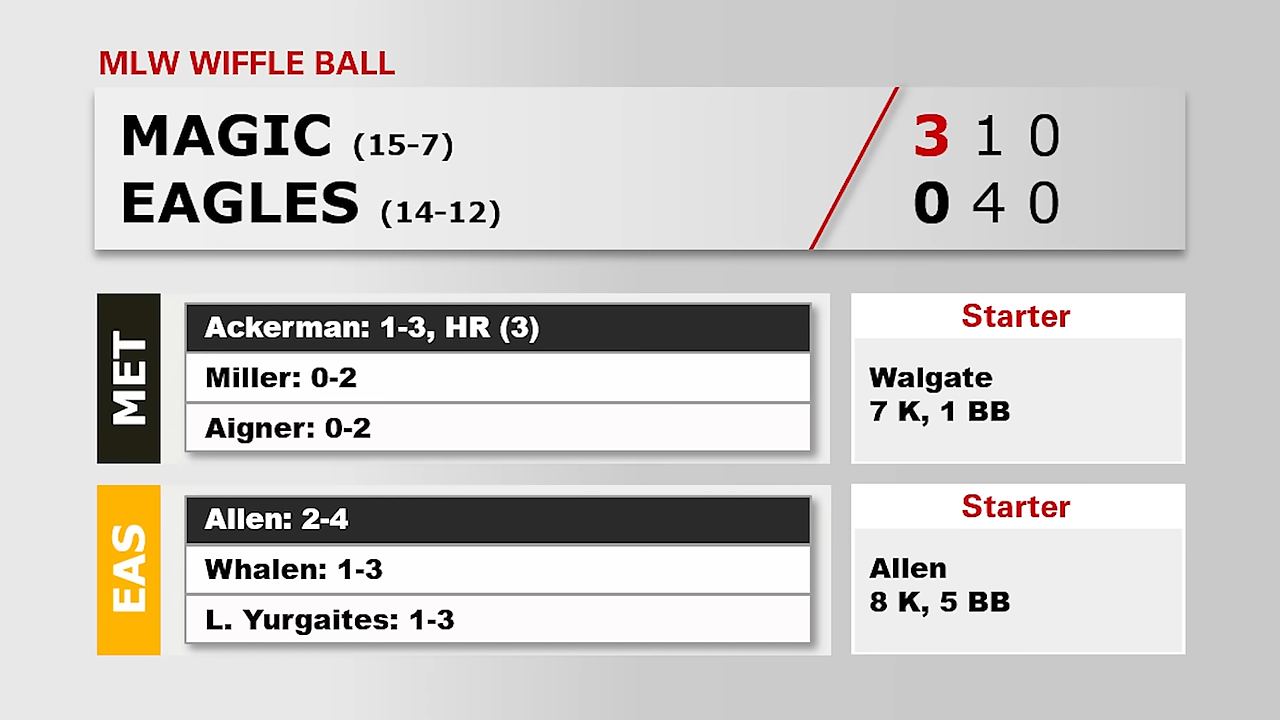 MLW WIFFLE BALL
MAGIC (15-7) 3 1 0
EAGLES (14-12) 0 4 0
MET
Ackerman: 1-3, HR (3)
Miller: 0-2
Aigner: 0-2
Starter
Walgate
7 K, 1 BB
EAS
Allen: 2-4
Whalen: 1-3
L. Yurgaites: 1-3
Starter
Allen
8 K, 5 BB